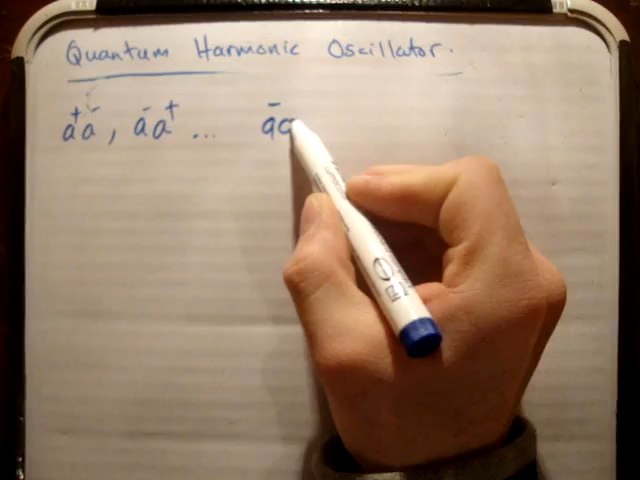 Quantum Harmonic Oscillator.
a⁺a⁻, a⁻a⁺ ... a⁻a